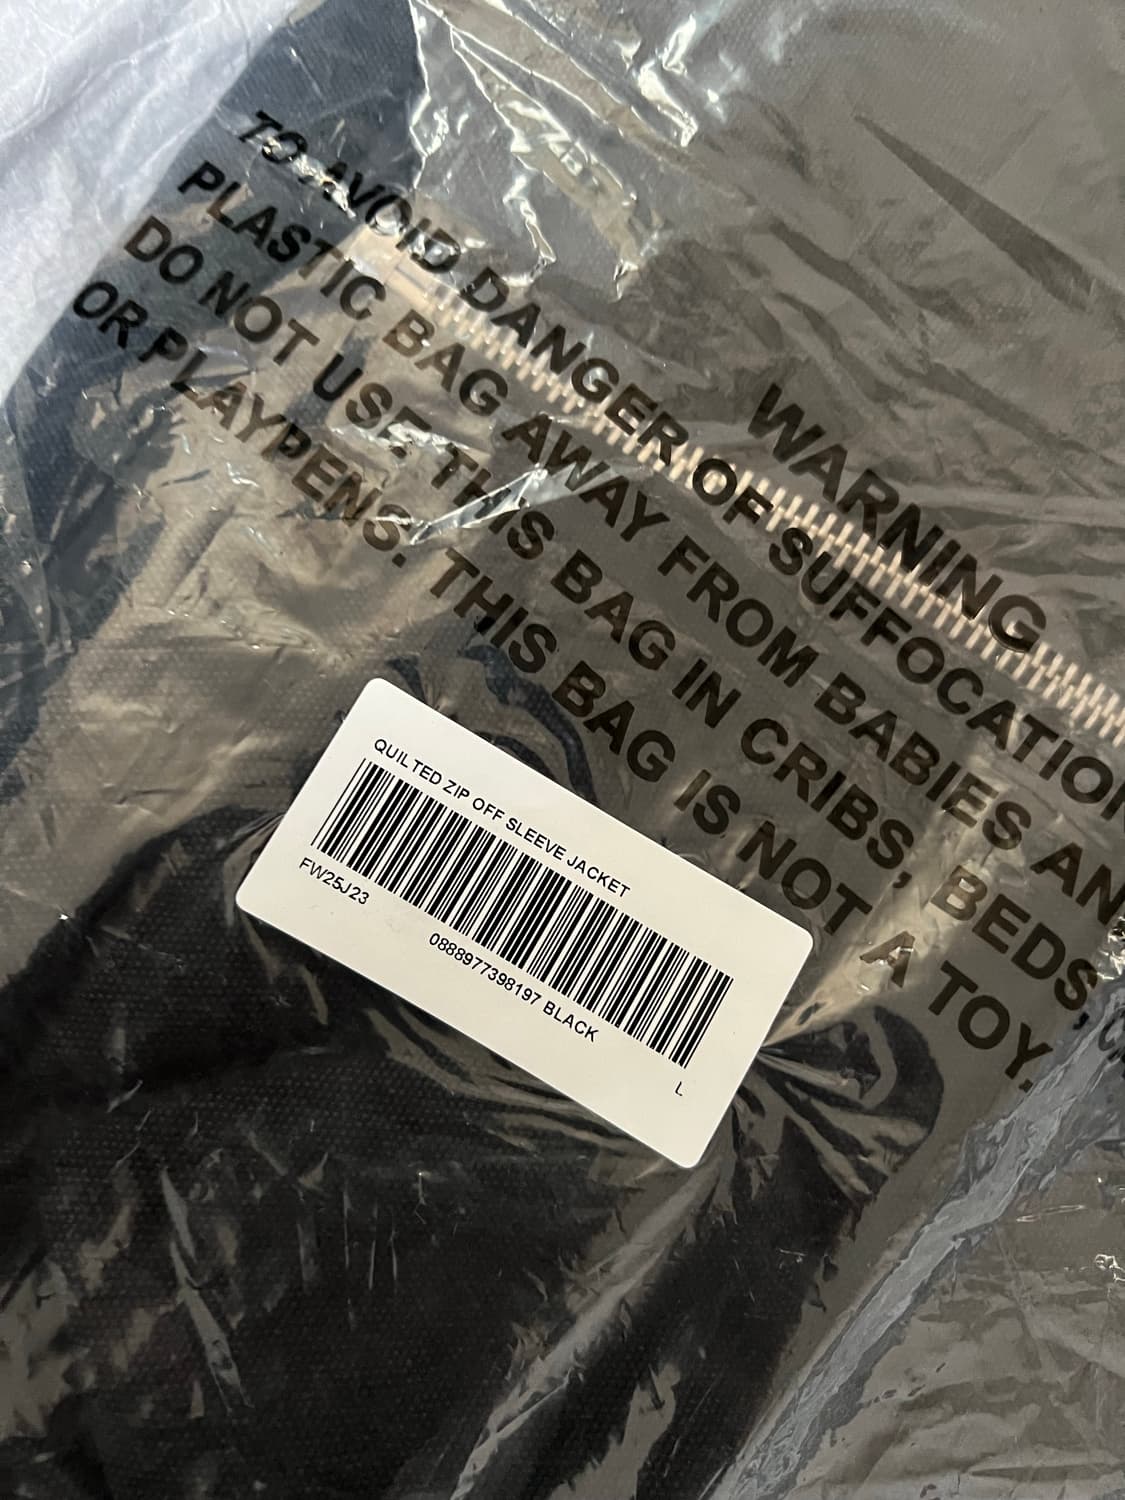 WARNING
TO AVOID DANGER OF SUFFOCATION
PLASTIC BAG AWAY FROM BABIES AN
DO NOT USE THIS BAG IN CRIBS, BEDS,
OR PLAYPENS. THIS BAG IS NOT A TOY.
QUILTED ZIP OFF SLEEVE JACKET
FW25J23
0888977398197 BLACK
L